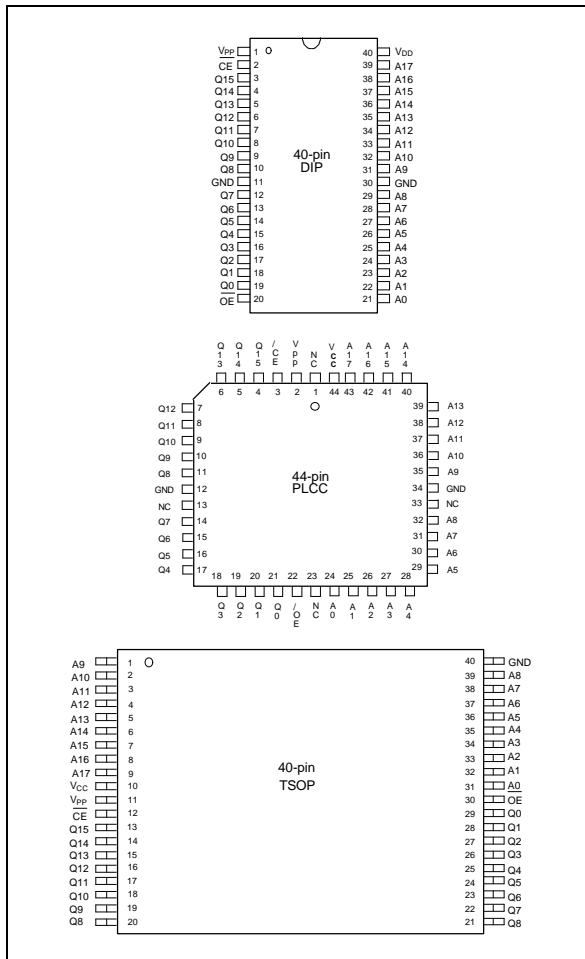 VPP 1 40 VDD
CE 2 39 A17
Q15 3 38 A16
Q14 4 37 A15
Q13 5 36 A14
Q12 6 35 A13
Q11 7 34 A12
Q10 8 33 A11
Q9 9 32 A10
Q8 10 31 A9
GND 11 30 GND
Q7 12 29 A8
Q6 13 28 A7
Q5 14 27 A6
Q4 15 26 A5
Q3 16 25 A4
Q2 17 24 A3
Q1 18 23 A2
Q0 19 22 A1
OE 20 21 A0
40-pin
DIP
Q13 Q14 Q15 /CE Vpp NC Vcc A17 A16 A15 A14
6 5 4 3 2 1 44 43 42 41 40
Q12 7 39 A13
Q11 8 38 A12
Q10 9 37 A11
Q9 10 36 A10
Q8 11 35 A9
GND 12 34 GND
NC 13 33 NC
Q7 14 32 A8
Q6 15 31 A7
Q5 16 30 A6
Q4 17 29 A5
44-pin
PLCC
18 19 20 21 22 23 24 25 26 27 28
Q3 Q2 Q1 Q0 /OE NC A0 A1 A2 A3 A4
A9 1 40 GND
A10 2 39 A8
A11 3 38 A7
A12 4 37 A6
A13 5 36 A5
A14 6 35 A4
A15 7 34 A3
A16 8 33 A2
A17 9 32 A1
VCC 10 31 A0
VPP 11 30 OE
CE 12 29 Q0
Q15 13 28 Q1
Q14 14 27 Q2
Q13 15 26 Q3
Q12 16 25 Q4
Q11 17 24 Q5
Q10 18 23 Q6
Q9 19 22 Q7
Q8 20 21 Q8
40-pin
TSOP